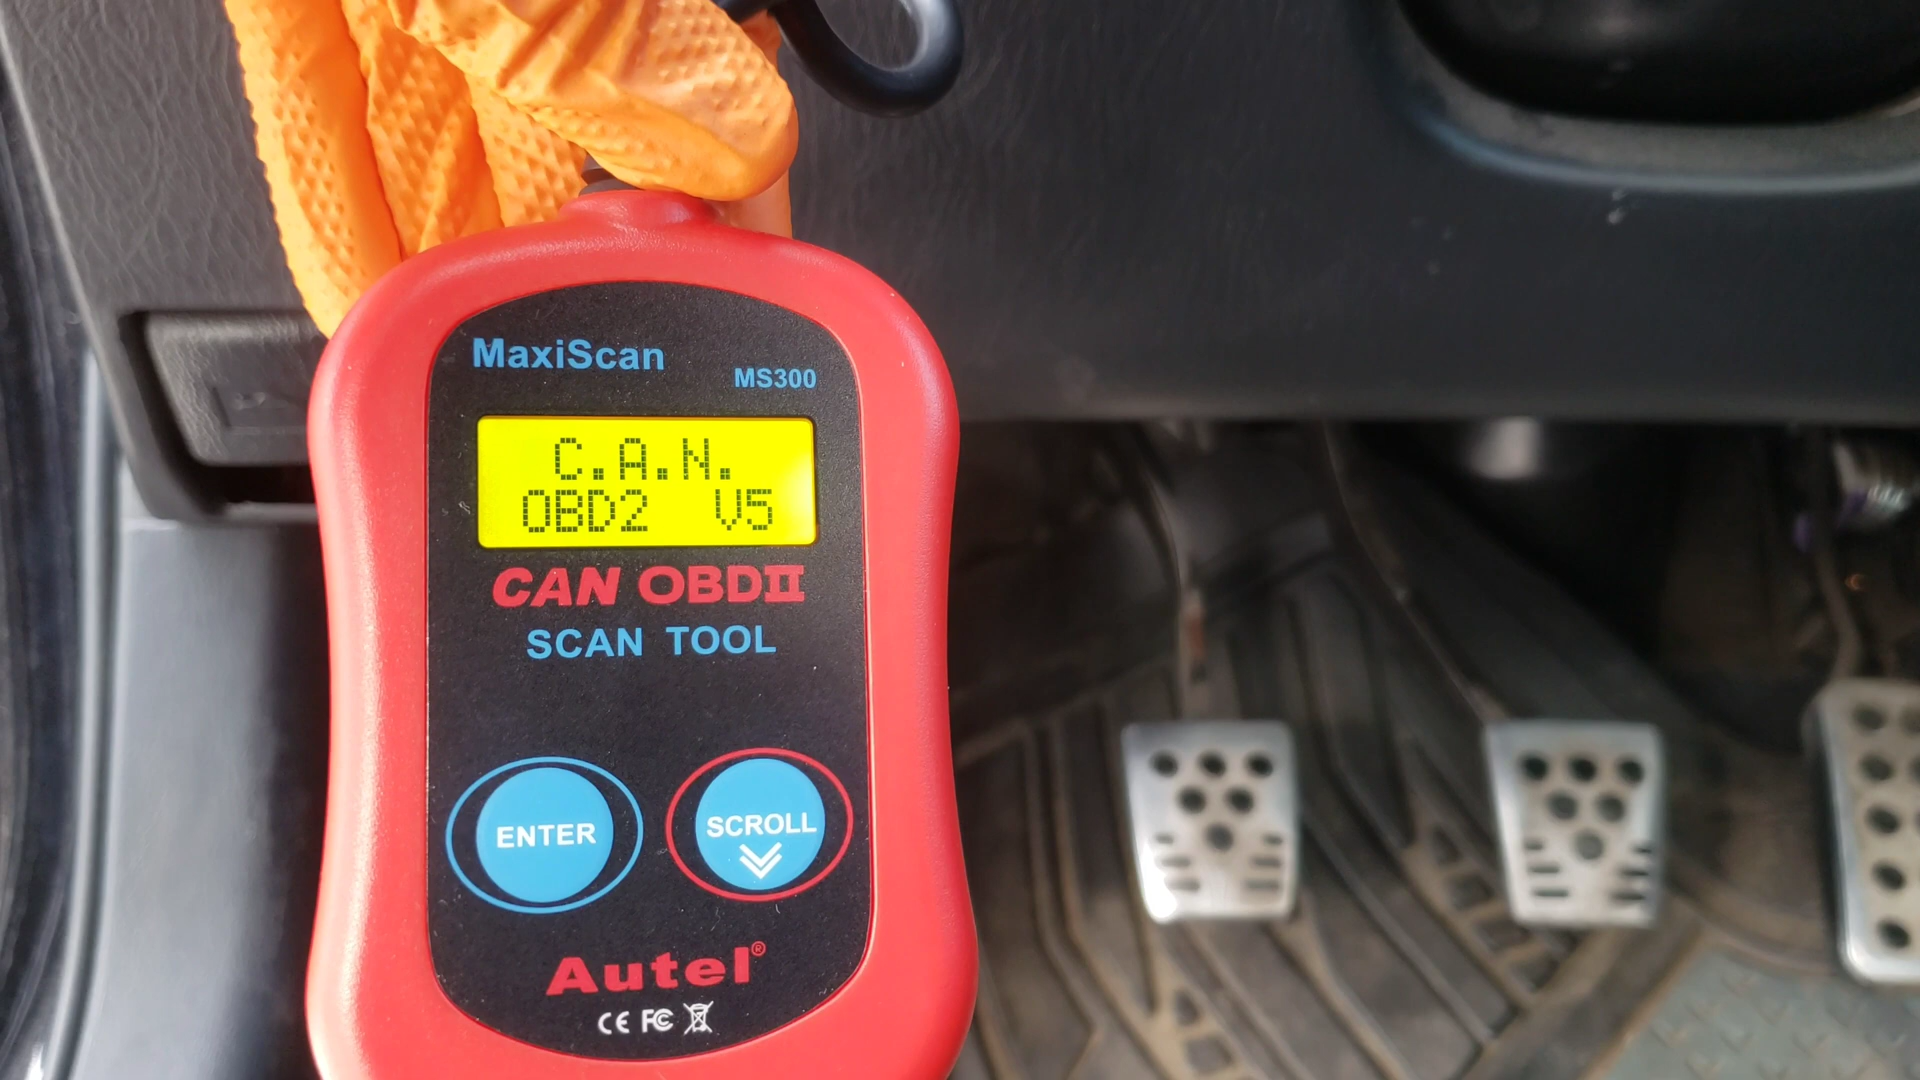 MaxiScan
MS300
C.A.N.
OBD2 V5
CAN OBDII
SCAN TOOL
ENTER
SCROLL
Autel®
CE FC